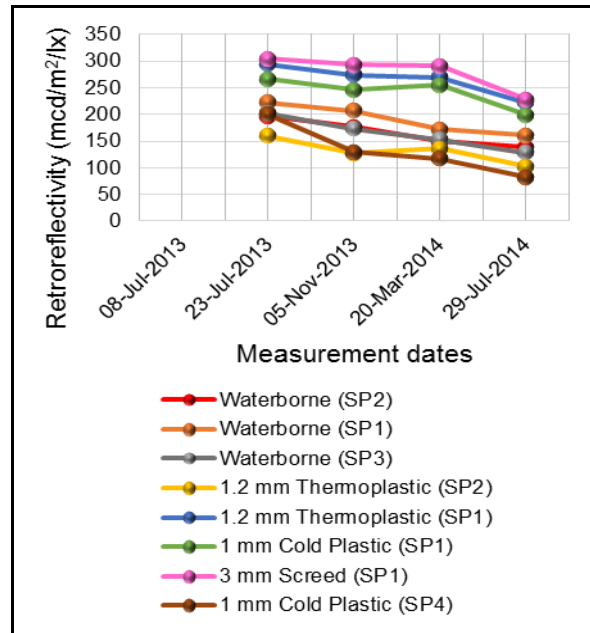 Retroreflectivity (mcd/m²/lx)
350
300
250
200
150
100
50
0
08-Jul-2013
23-Jul-2013
05-Nov-2013
20-Mar-2014
29-Jul-2014
Measurement dates
Waterborne (SP2)
Waterborne (SP1)
Waterborne (SP3)
1.2 mm Thermoplastic (SP2)
1.2 mm Thermoplastic (SP1)
1 mm Cold Plastic (SP1)
3 mm Screed (SP1)
1 mm Cold Plastic (SP4)